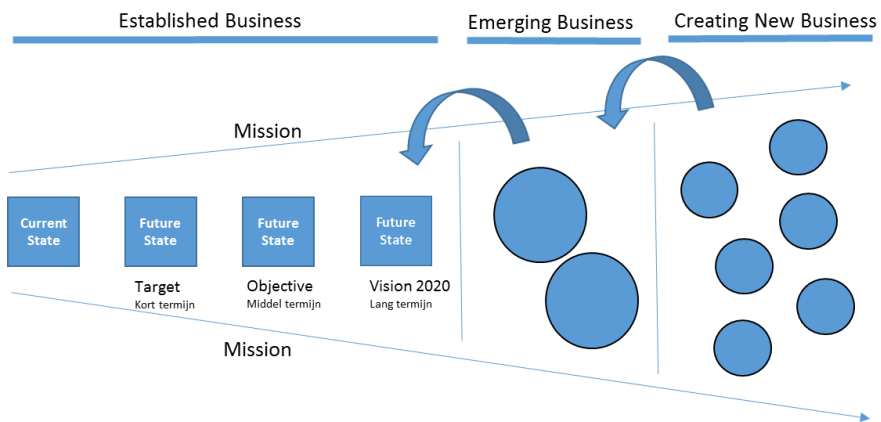 Established Business
Emerging Business
Creating New Business
Mission
Current
State
Future
State
Future
State
Future
State
Target
Kort termijn
Objective
Middel termijn
Vision 2020
Lang termijn
Mission